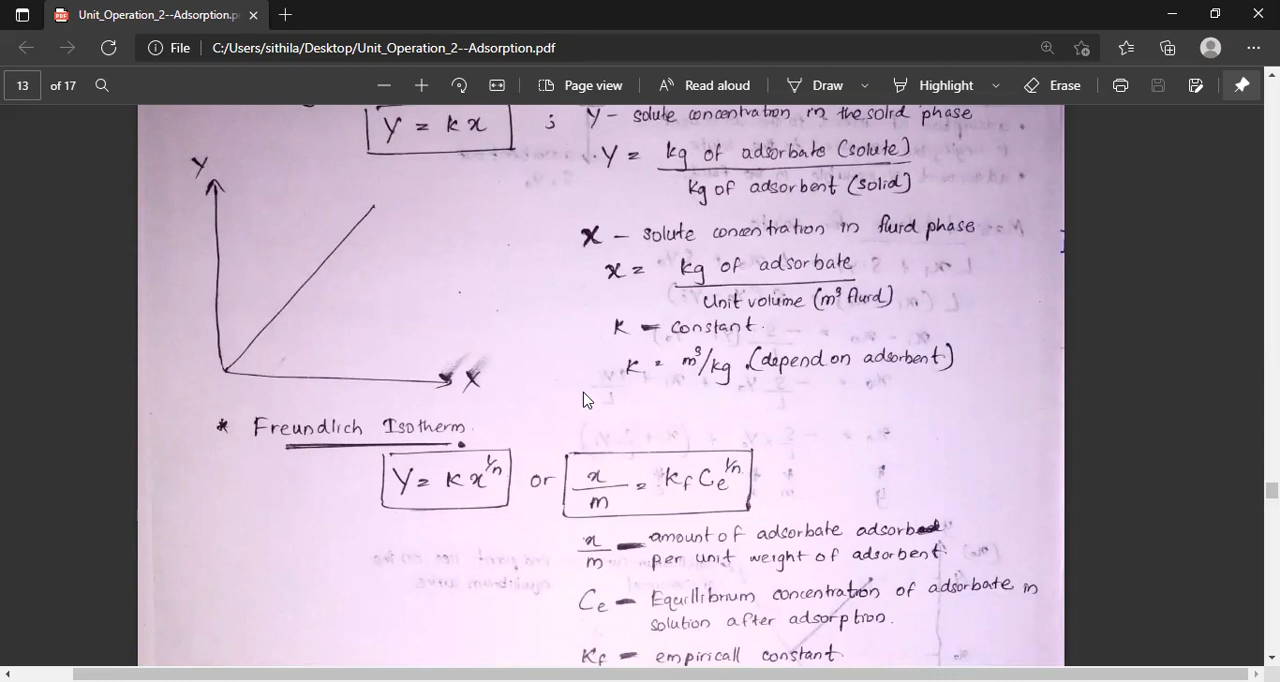 Unit_Operation_2--Adsorption.p
File
C:/Users/sithila/Desktop/Unit_Operation_2--Adsorption.pdf
13 of 17
Page view
Read aloud
Draw
Highlight
Erase
Y = kx ; Y - solute concentration in the solid phase
Y = kg of adsorbate (solute)
kg of adsorbent (solid)
Y
x - solute concentration in fluid phase
x = kg of adsorbate
Unit volume (m³ fluid)
K - constant.
K = m³/kg (depend on adsorbent)
X
* Freundlich Isotherm.
Y = kx^1/n or x/m = Kf Ce^1/n
x/m - amount of adsorbate adsorbed
per unit weight of adsorbent.
Ce - Equillibrium concentration of adsorbate in
solution after adsorption.
Kf - empiricall constant.